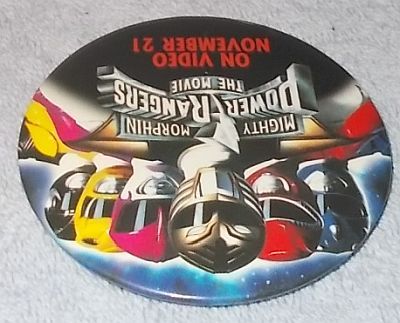 MIGHTY MORPHIN
POWER RANGERS
THE MOVIE
ON VIDEO
NOVEMBER 21